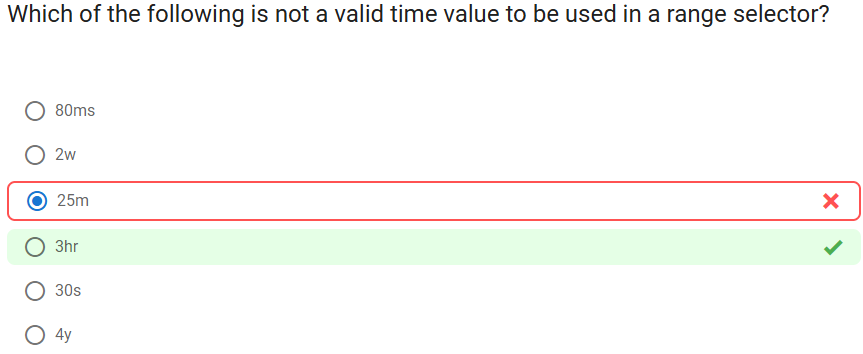 Which of the following is not a valid time value to be used in a range selector?
80ms
2w
25m
3hr
30s
4y